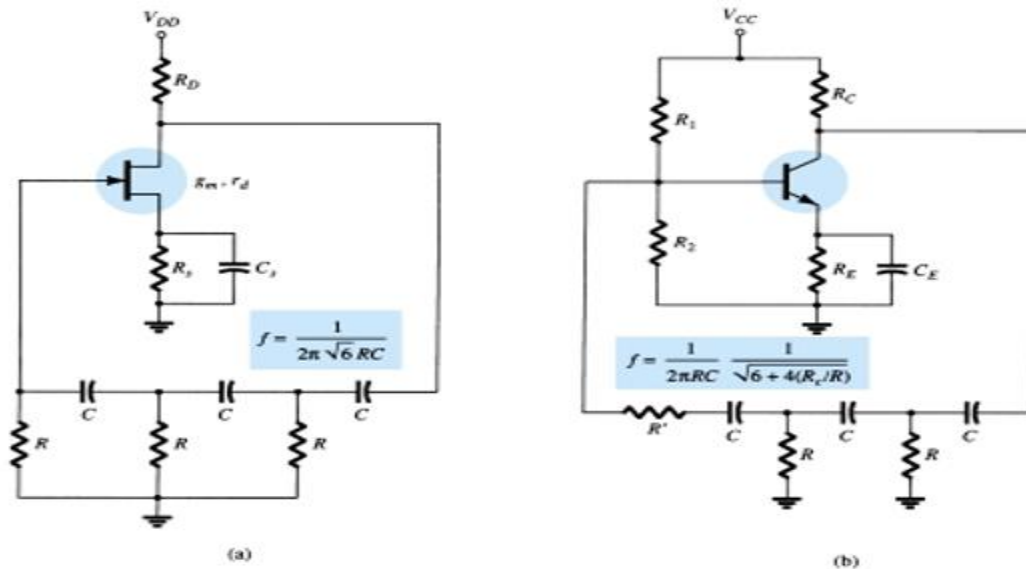 V_DD
R_D
g_m, r_d
R_s
C_s
f = 1 / (2π √6 RC)
C
C
C
R
R
R
(a)
V_CC
R_1
R_C
R_2
R_E
C_E
f = 1 / (2πRC) 1 / √(6 + 4(R_c/R))
R'
C
C
C
R
R
(b)